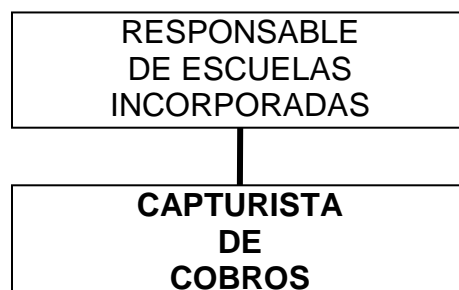 RESPONSABLE
DE ESCUELAS
INCORPORADAS
CAPTURISTA
DE
COBROS